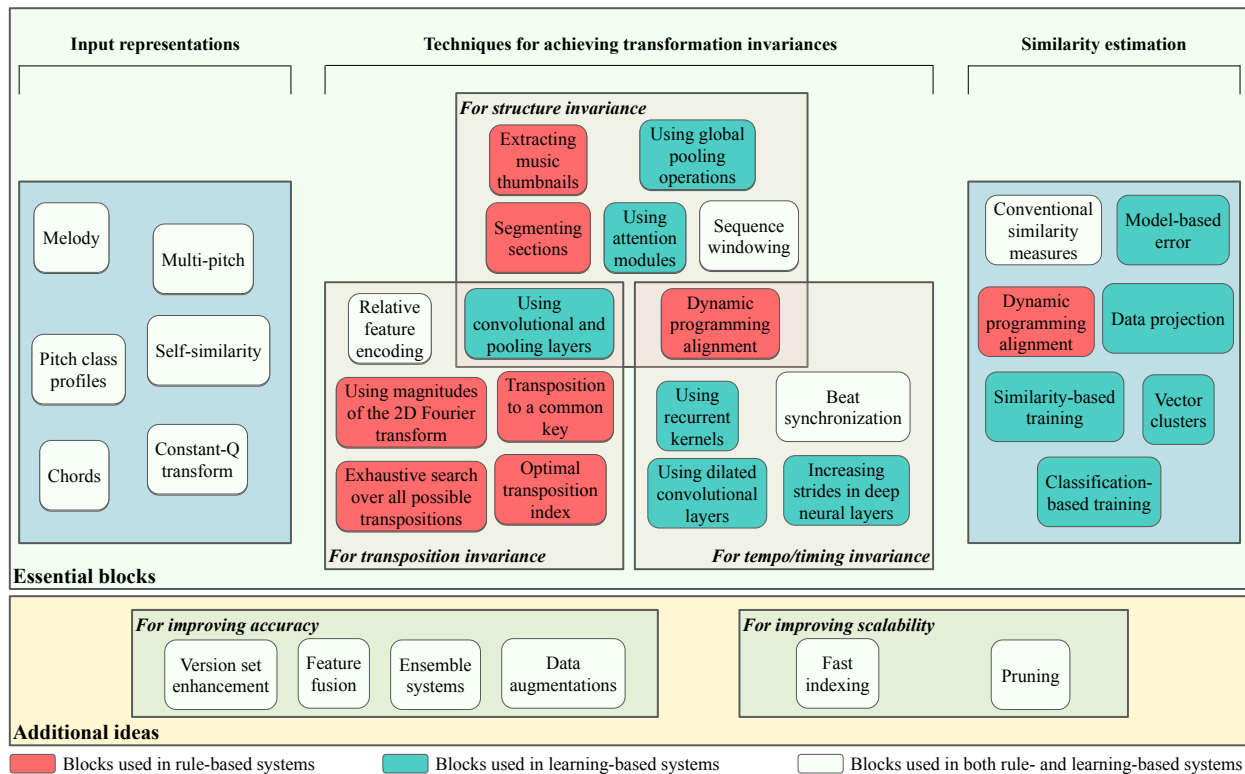 Input representations
Techniques for achieving transformation invariances
Similarity estimation
For structure invariance
Extracting
music
thumbnails
Using global
pooling
operations
Segmenting
sections
Using
attention
modules
Sequence
windowing
Melody
Multi-pitch
Pitch class
profiles
Self-similarity
Chords
Constant-Q
transform
Relative
feature
encoding
Using
convolutional and
pooling layers
Dynamic
programming
alignment
Using magnitudes
of the 2D Fourier
transform
Transposition
to a common
key
Exhaustive search
over all possible
transpositions
Optimal
transposition
index
For transposition invariance
Using
recurrent
kernels
Beat
synchronization
Using dilated
convolutional
layers
Increasing
strides in deep
neural layers
For tempo/timing invariance
Conventional
similarity
measures
Model-based
error
Dynamic
programming
alignment
Data projection
Similarity-based
training
Vector
clusters
Classification-
based training
Essential blocks
For improving accuracy
Version set
enhancement
Feature
fusion
Ensemble
systems
Data
augmentations
For improving scalability
Fast
indexing
Pruning
Additional ideas
Blocks used in rule-based systems
Blocks used in learning-based systems
Blocks used in both rule- and learning-based systems